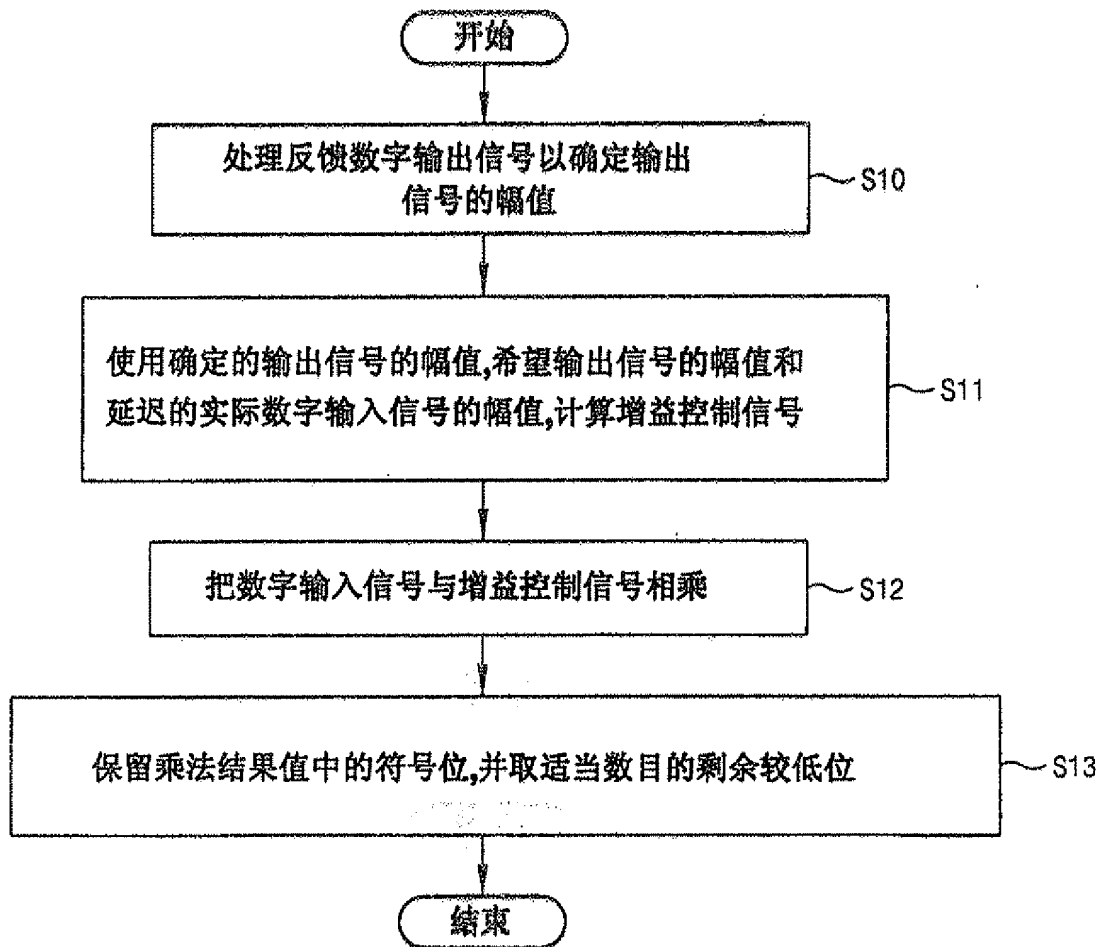 开始
处理反馈数字输出信号以确定输出
信号的幅值
S10
使用确定的输出信号的幅值,希望输出信号的幅值和
延迟的实际数字输入信号的幅值,计算增益控制信号
S11
把数字输入信号与增益控制信号相乘
S12
保留乘法结果值中的符号位,并取适当数目的剩余较低位
S13
结束